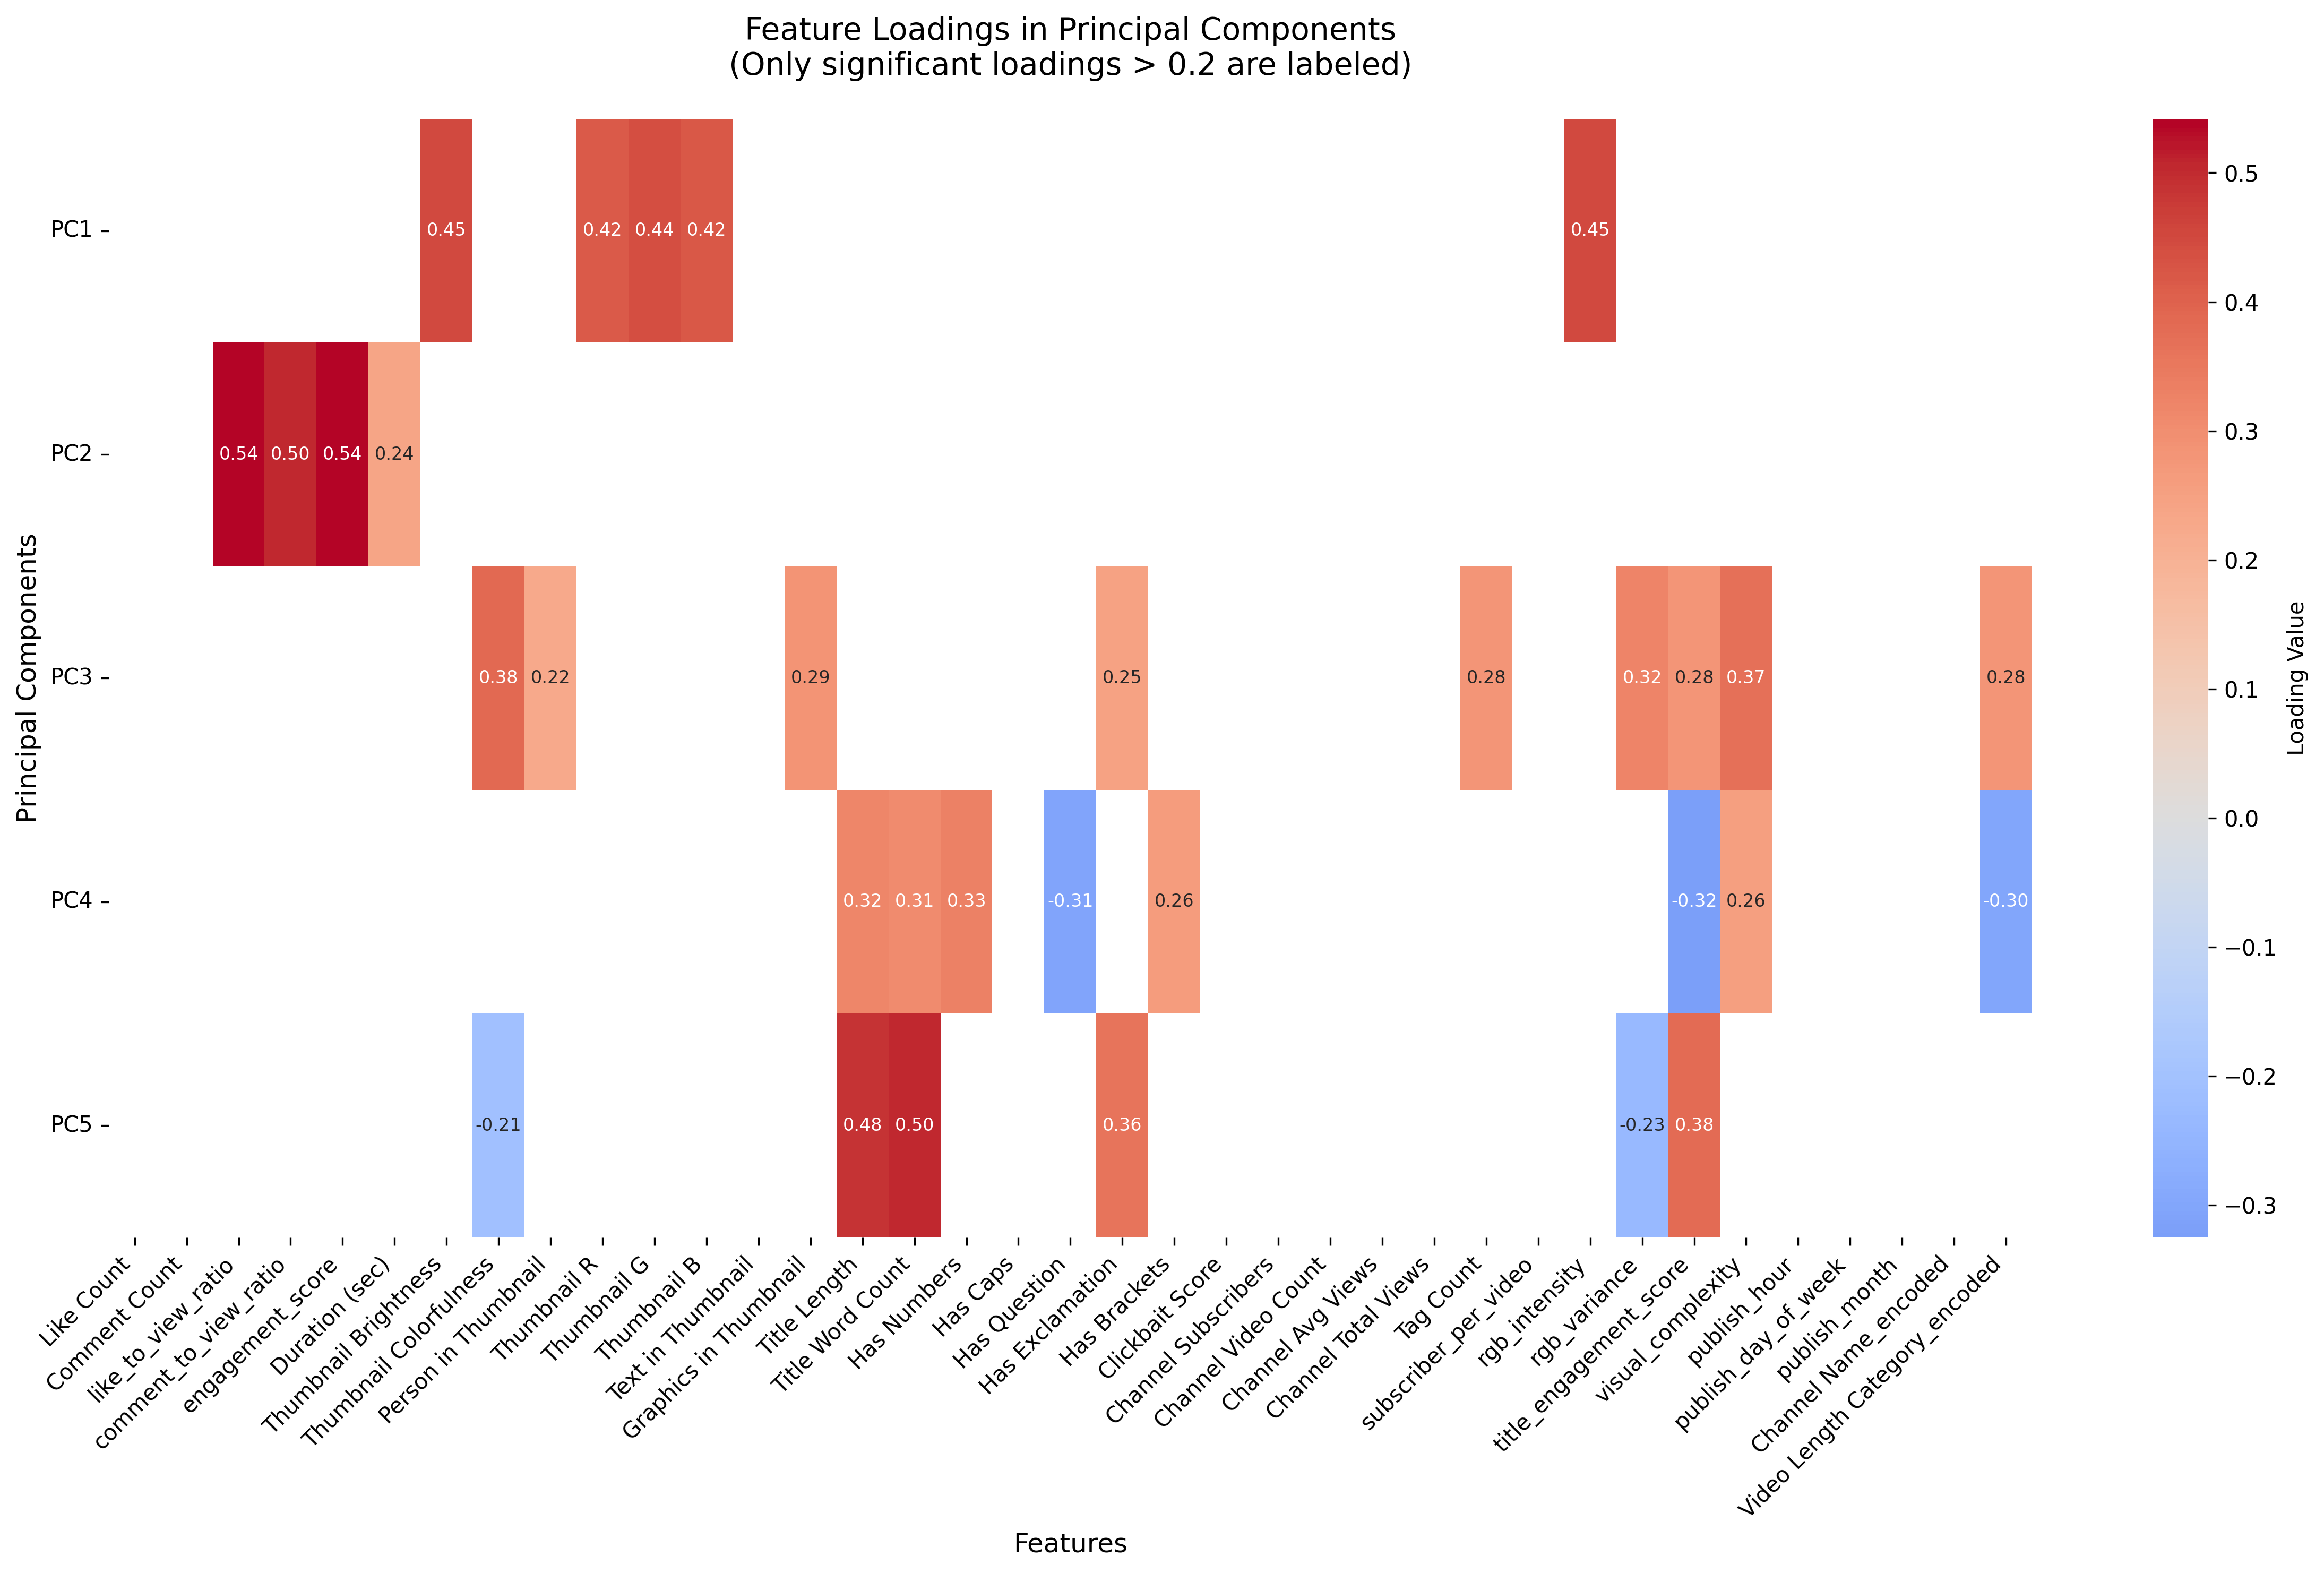 Feature Loadings in Principal Components
(Only significant loadings > 0.2 are labeled)
Principal Components
PC1
0.45
0.42
0.44
0.42
0.45
PC2
0.54
0.50
0.54
0.24
PC3
0.38
0.22
0.29
0.25
0.28
0.32
0.28
0.37
0.28
PC4
0.32
0.31
0.33
-0.31
0.26
-0.32
0.26
-0.30
PC5
-0.21
0.48
0.50
0.36
-0.23
0.38
Like Count
Comment Count
like_to_view_ratio
comment_to_view_ratio
engagement_score
Duration (sec)
Thumbnail Brightness
Thumbnail Colorfulness
Person in Thumbnail
Thumbnail R
Thumbnail G
Thumbnail B
Text in Thumbnail
Graphics in Thumbnail
Title Length
Title Word Count
Has Numbers
Has Caps
Has Question
Has Exclamation
Has Brackets
Clickbait Score
Channel Subscribers
Channel Video Count
Channel Avg Views
Channel Total Views
Tag Count
subscriber_per_video
rgb_intensity
rgb_variance
title_engagement_score
visual_complexity
publish_hour
publish_day_of_week
publish_month
Channel Name_encoded
Video Length Category_encoded
Features
0.5
0.4
0.3
0.2
0.1
0.0
−0.1
−0.2
−0.3
Loading Value